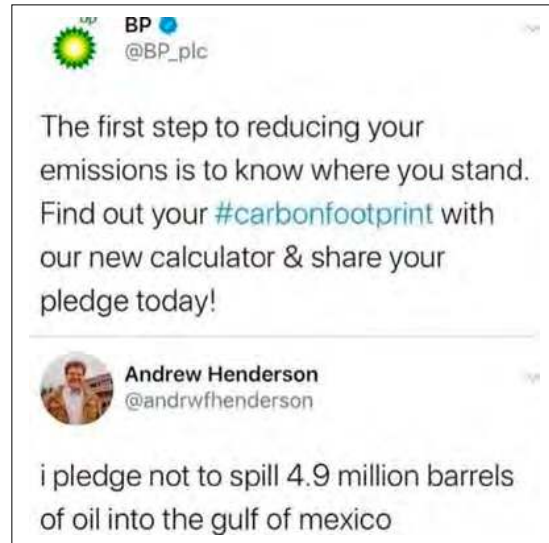 bp
BP
@BP_plc
The first step to reducing your
emissions is to know where you stand.
Find out your #carbonfootprint with
our new calculator & share your
pledge today!
Andrew Henderson
@andrwfhenderson
i pledge not to spill 4.9 million barrels
of oil into the gulf of mexico